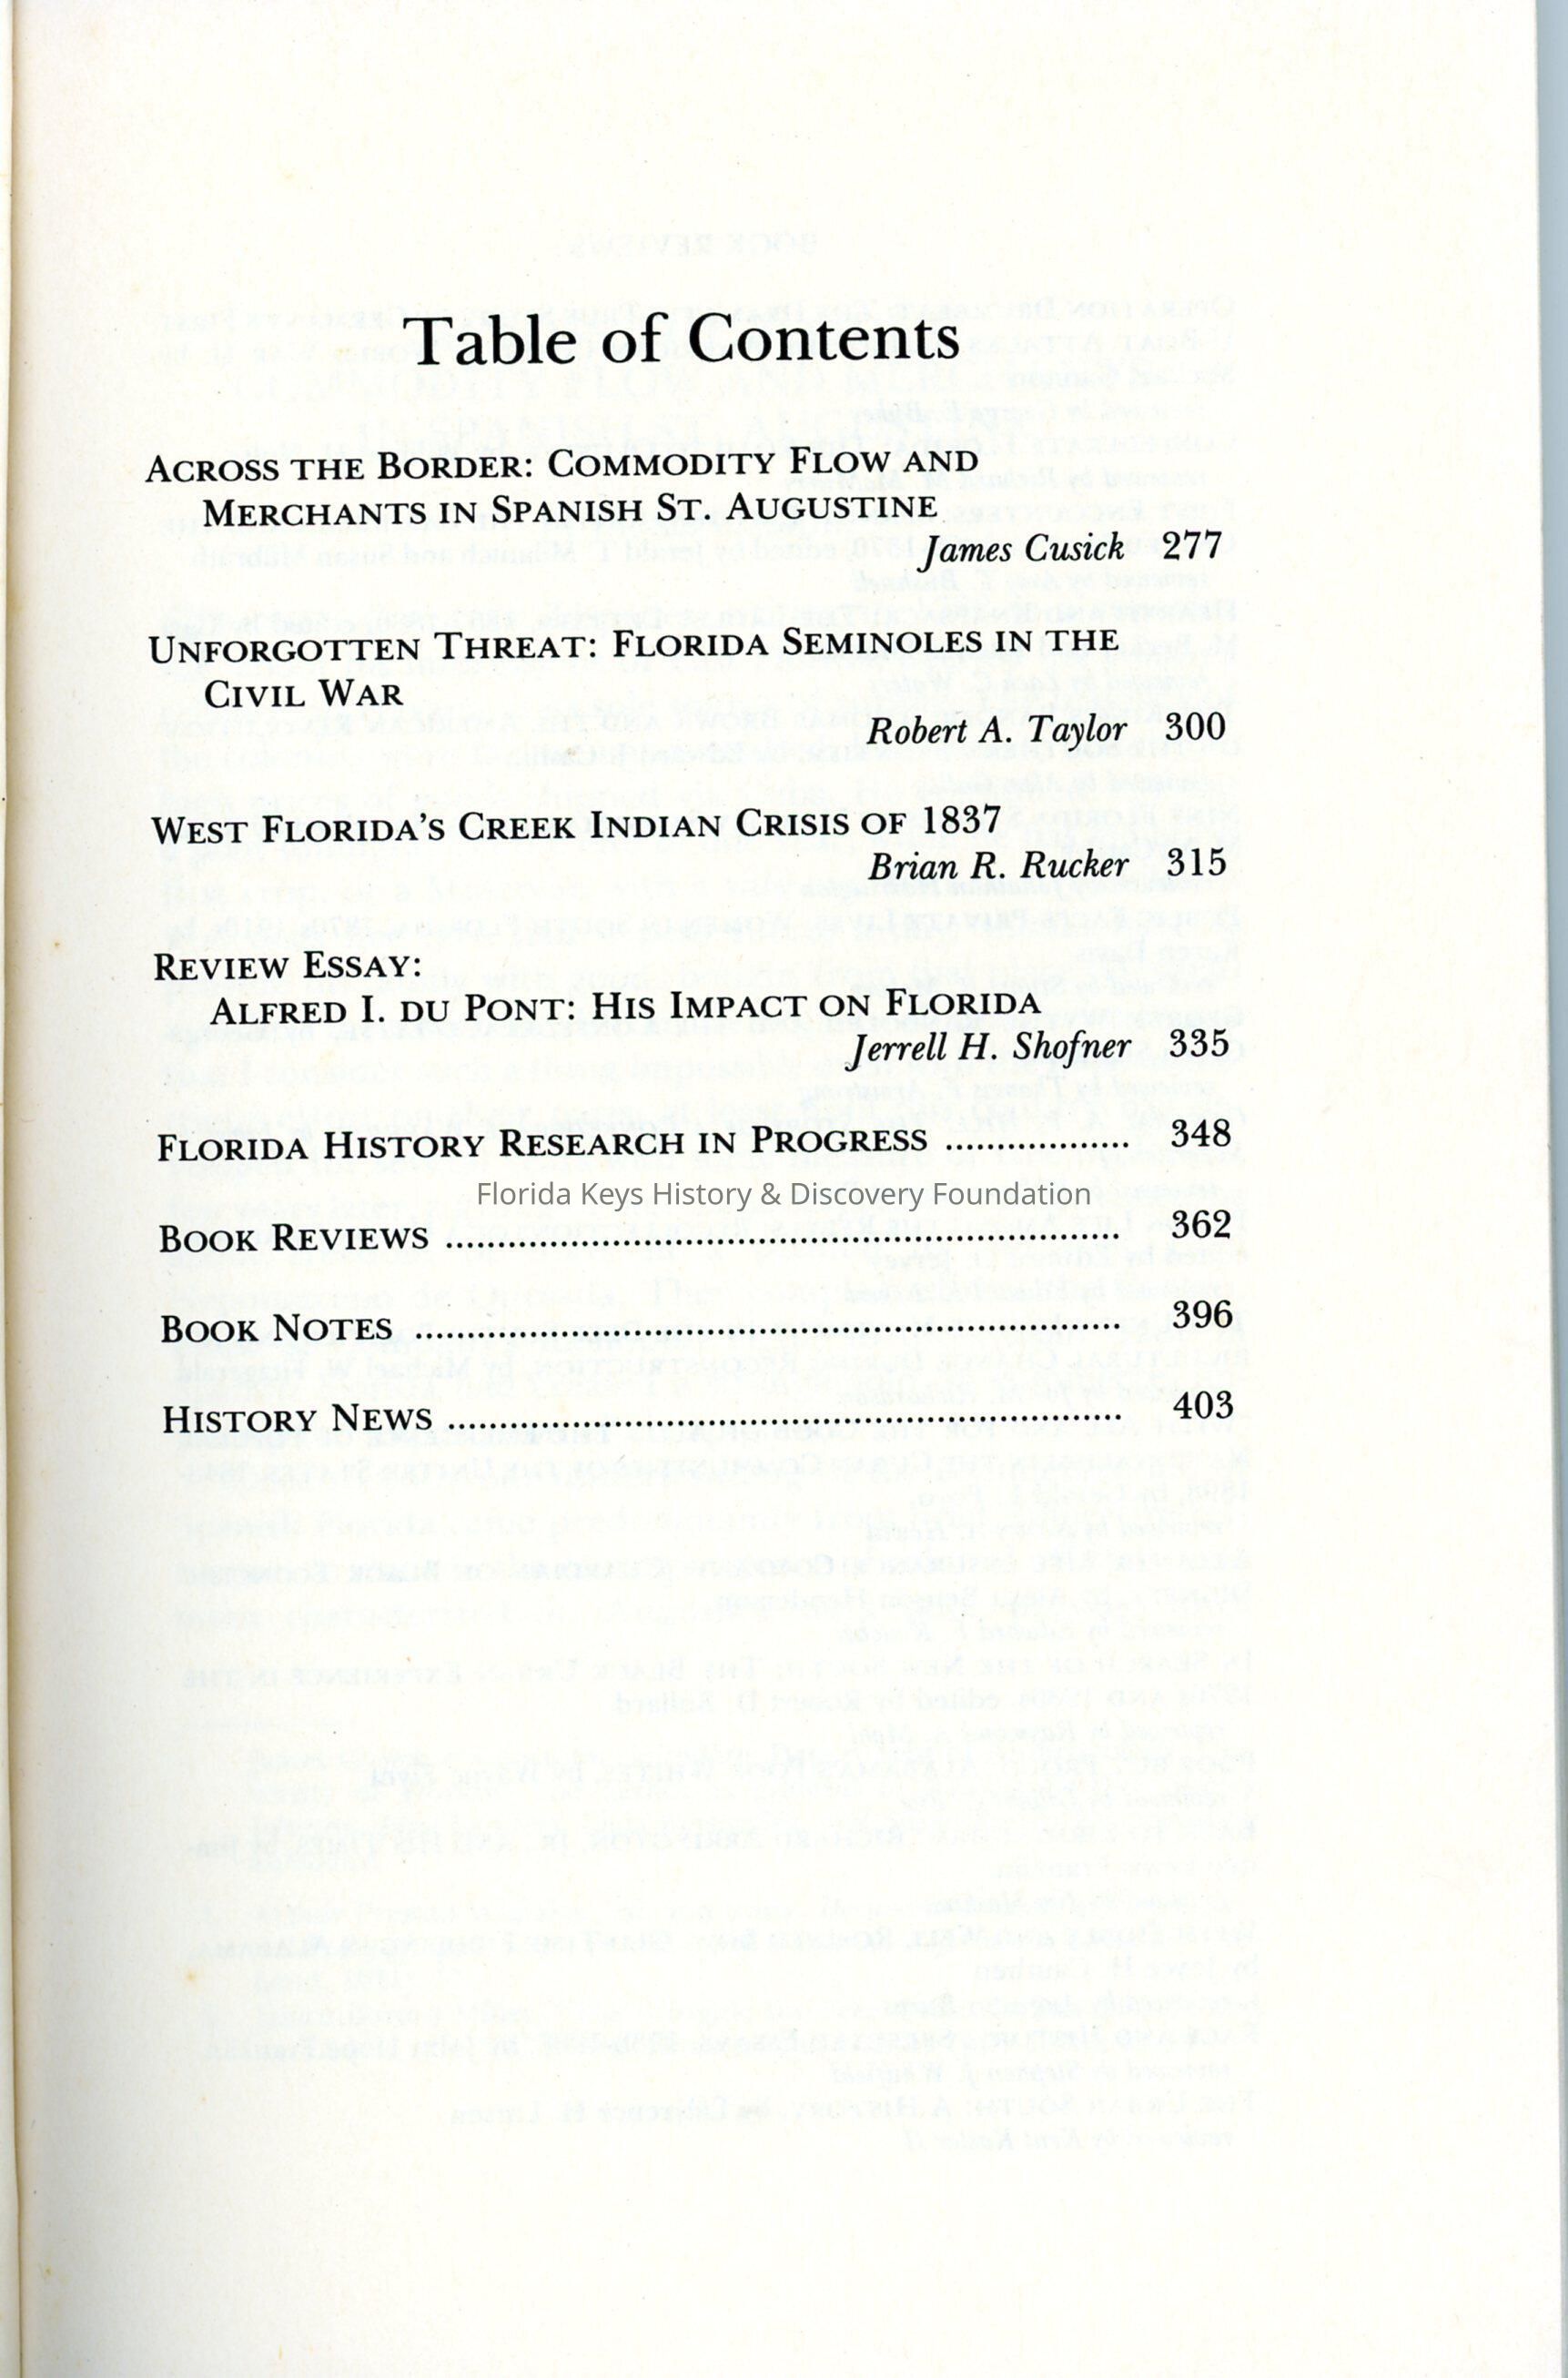 Table of Contents
ACROSS THE BORDER: COMMODITY FLOW AND
MERCHANTS IN SPANISH ST. AUGUSTINE
James Cusick 277
UNFORGOTTEN THREAT: FLORIDA SEMINOLES IN THE
CIVIL WAR
Robert A. Taylor 300
WEST FLORIDA'S CREEK INDIAN CRISIS OF 1837
Brian R. Rucker 315
REVIEW ESSAY:
ALFRED I. DU PONT: HIS IMPACT ON FLORIDA
Jerrell H. Shofner 335
FLORIDA HISTORY RESEARCH IN PROGRESS .................. 348
Florida Keys History & Discovery Foundation
BOOK REVIEWS .................................................................. 362
BOOK NOTES ..................................................................... 396
HISTORY NEWS .................................................................. 403